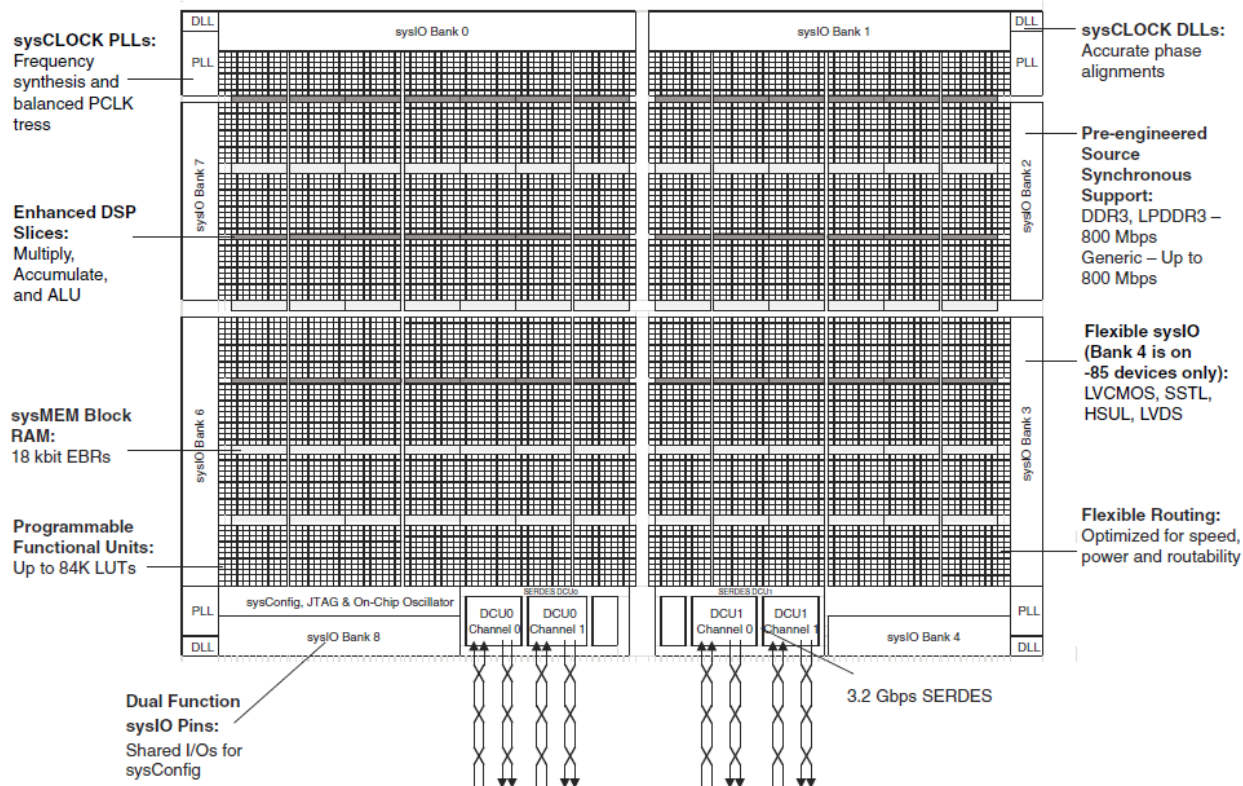 DLL
sysIO Bank 0
sysIO Bank 1
DLL
sysCLOCK PLLs:
Frequency
synthesis and
balanced PCLK
tress
PLL
PLL
sysCLOCK DLLs:
Accurate phase
alignments
sysIO Bank 7
sysIO Bank 2
Pre-engineered
Source
Synchronous
Support:
DDR3, LPDDR3 –
800 Mbps
Generic – Up to
800 Mbps
Enhanced DSP
Slices:
Multiply,
Accumulate,
and ALU
Flexible sysIO
(Bank 4 is on
-85 devices only):
LVCMOS, SSTL,
HSUL, LVDS
sysMEM Block
RAM:
18 kbit EBRs
sysIO Bank 6
sysIO Bank 3
Programmable
Functional Units:
Up to 84K LUTs
Flexible Routing:
Optimized for speed,
power and routability
PLL
sysConfig, JTAG & On-Chip Oscillator
SERDES DCU0
SERDES DCU1
PLL
DCU0
Channel 0
DCU0
Channel 1
DCU1
Channel 0
DCU1
Channel 1
DLL
sysIO Bank 8
sysIO Bank 4
DLL
Dual Function
sysIO Pins:
Shared I/Os for
sysConfig
3.2 Gbps SERDES